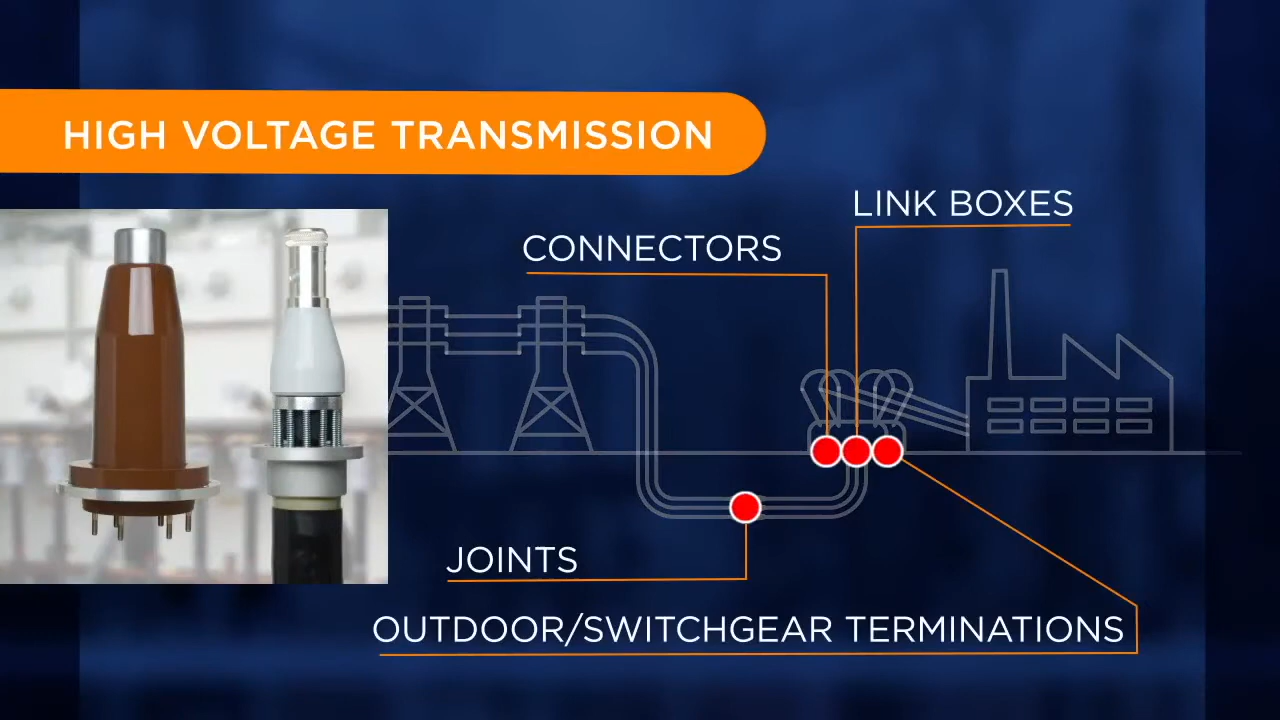 HIGH VOLTAGE TRANSMISSION
LINK BOXES
CONNECTORS
JOINTS
OUTDOOR/SWITCHGEAR TERMINATIONS